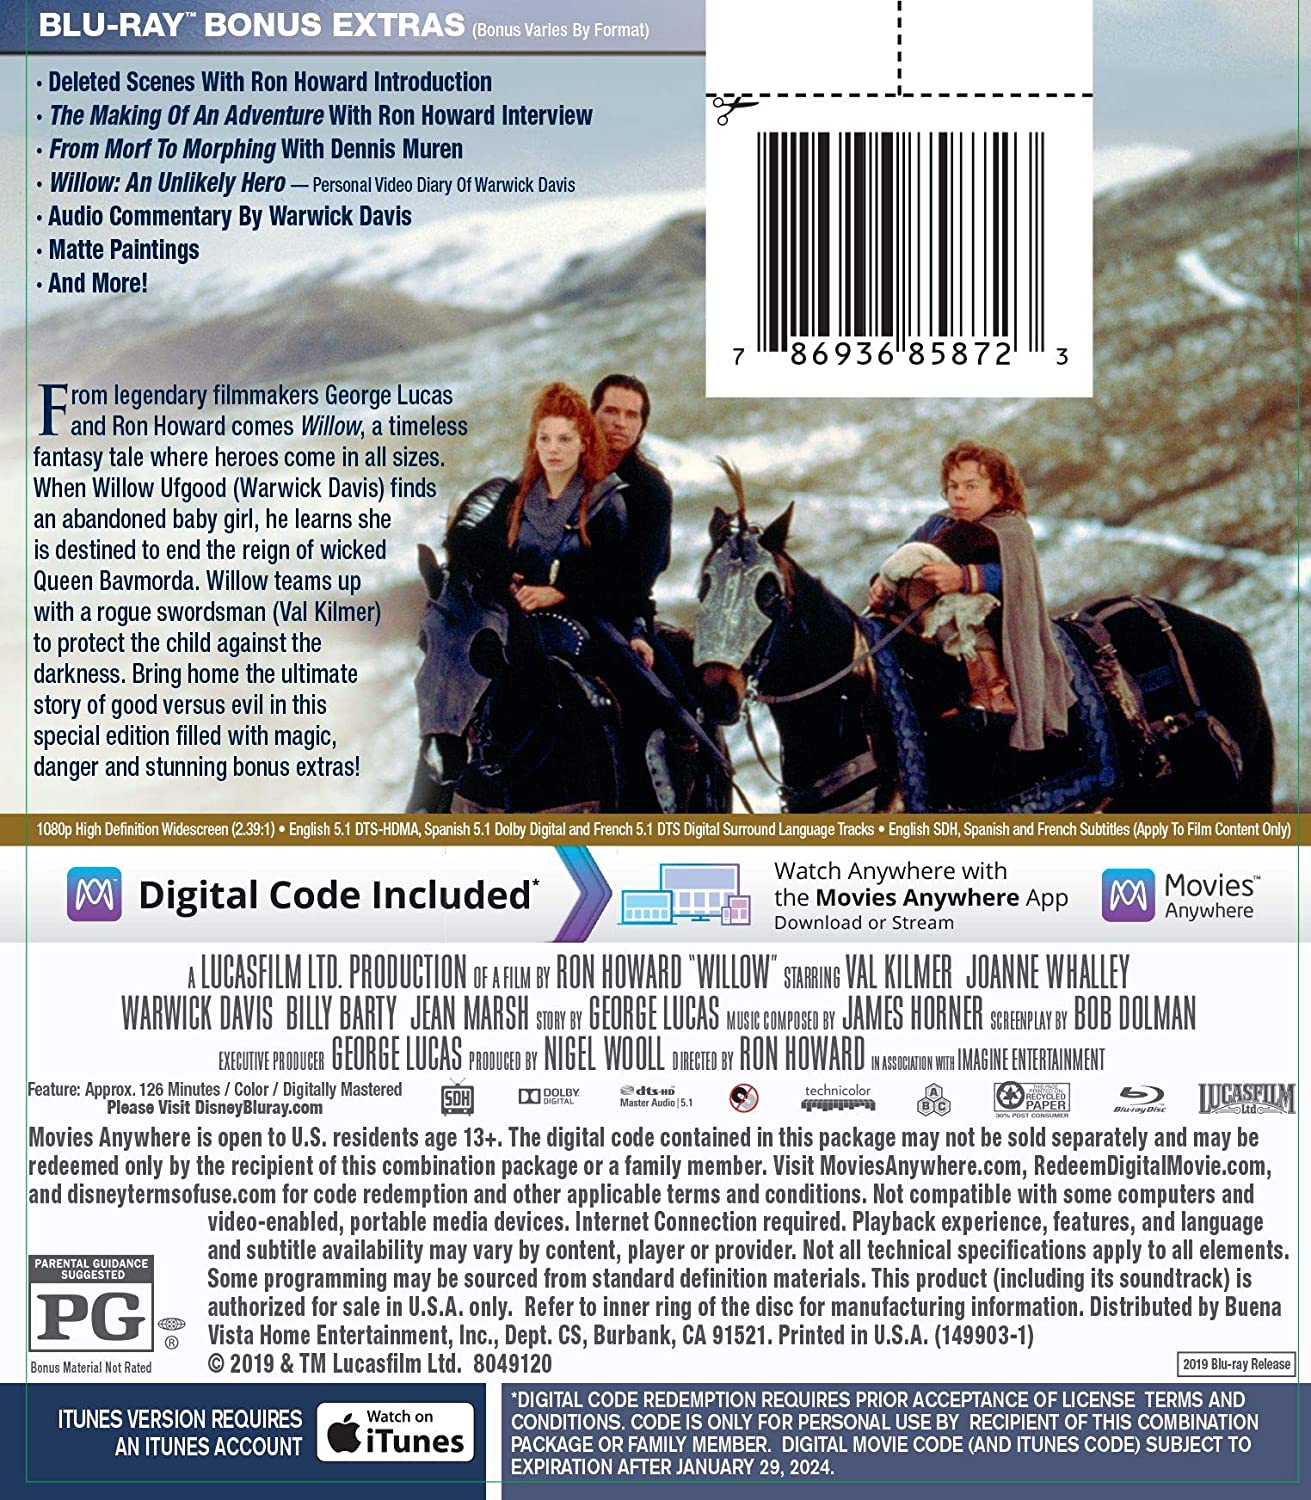 BLU-RAY™ BONUS EXTRAS (Bonus Varies By Format)
· Deleted Scenes With Ron Howard Introduction
· The Making Of An Adventure With Ron Howard Interview
· From Morf To Morphing With Dennis Muren
· Willow: An Unlikely Hero — Personal Video Diary Of Warwick Davis
· Audio Commentary By Warwick Davis
· Matte Paintings
· And More!
7 86936 85872 3
From legendary filmmakers George Lucas
and Ron Howard comes Willow, a timeless
fantasy tale where heroes come in all sizes.
When Willow Ufgood (Warwick Davis) finds
an abandoned baby girl, he learns she
is destined to end the reign of wicked
Queen Bavmorda. Willow teams up
with a rogue swordsman (Val Kilmer)
to protect the child against the
darkness. Bring home the ultimate
story of good versus evil in this
special edition filled with magic,
danger and stunning bonus extras!
1080p High Definition Widescreen (2.39:1) • English 5.1 DTS-HDMA, Spanish 5.1 Dolby Digital and French 5.1 DTS Digital Surround Language Tracks • English SDH, Spanish and French Subtitles (Apply To Film Content Only)
Digital Code Included*
Watch Anywhere with
the Movies Anywhere App
Download or Stream
Movies™
Anywhere
A LUCASFILM LTD. PRODUCTION OF A FILM BY RON HOWARD "WILLOW" STARRING VAL KILMER JOANNE WHALLEY
WARWICK DAVIS BILLY BARTY JEAN MARSH STORY BY GEORGE LUCAS MUSIC COMPOSED BY JAMES HORNER SCREENPLAY BY BOB DOLMAN
EXECUTIVE PRODUCER GEORGE LUCAS PRODUCED BY NIGEL WOOLL DIRECTED BY RON HOWARD IN ASSOCIATION WITH IMAGINE ENTERTAINMENT
Feature: Approx. 126 Minutes / Color / Digitally Mastered
Please Visit DisneyBluray.com
SDH
DOLBY
DIGITAL
dts-HD
Master Audio | 5.1
technicolor
A
B C
THIS PAGE
PRINTED ON
RECYCLED
PAPER
30% POST CONSUMER
Blu-ray Disc
LUCASFILM
Ltd
Movies Anywhere is open to U.S. residents age 13+. The digital code contained in this package may not be sold separately and may be
redeemed only by the recipient of this combination package or a family member. Visit MoviesAnywhere.com, RedeemDigitalMovie.com,
and disneytermsofuse.com for code redemption and other applicable terms and conditions. Not compatible with some computers and
video-enabled, portable media devices. Internet Connection required. Playback experience, features, and language
and subtitle availability may vary by content, player or provider. Not all technical specifications apply to all elements.
Some programming may be sourced from standard definition materials. This product (including its soundtrack) is
authorized for sale in U.S.A. only. Refer to inner ring of the disc for manufacturing information. Distributed by Buena
Vista Home Entertainment, Inc., Dept. CS, Burbank, CA 91521. Printed in U.S.A. (149903-1)
© 2019 & TM Lucasfilm Ltd. 8049120
PARENTAL GUIDANCE
SUGGESTED
PG
®
Bonus Material Not Rated
2019 Blu-ray Release
ITUNES VERSION REQUIRES
AN ITUNES ACCOUNT
Watch on
iTunes
*DIGITAL CODE REDEMPTION REQUIRES PRIOR ACCEPTANCE OF LICENSE TERMS AND
CONDITIONS. CODE IS ONLY FOR PERSONAL USE BY RECIPIENT OF THIS COMBINATION
PACKAGE OR FAMILY MEMBER. DIGITAL MOVIE CODE (AND ITUNES CODE) SUBJECT TO
EXPIRATION AFTER JANUARY 29, 2024.